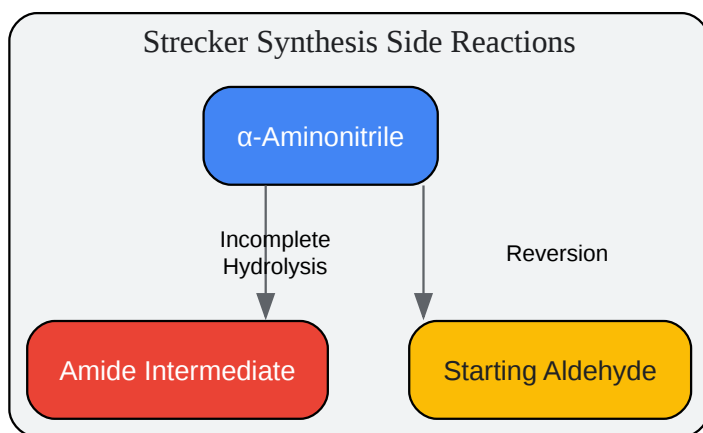 Strecker Synthesis Side Reactions
α-Aminonitrile
Incomplete
Hydrolysis
Reversion
Amide Intermediate
Starting Aldehyde